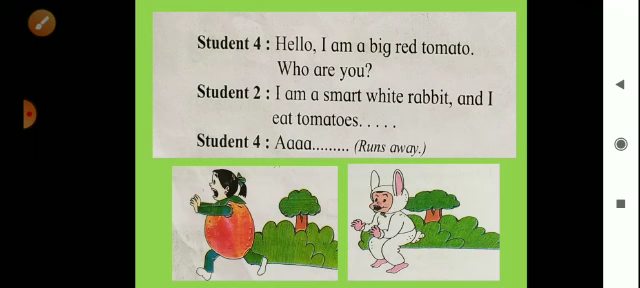 Student 4 : Hello, I am a big red tomato.
Who are you?
Student 2 : I am a smart white rabbit, and I
eat tomatoes. . . . .
Student 4 : Aaaa......... (Runs away.)